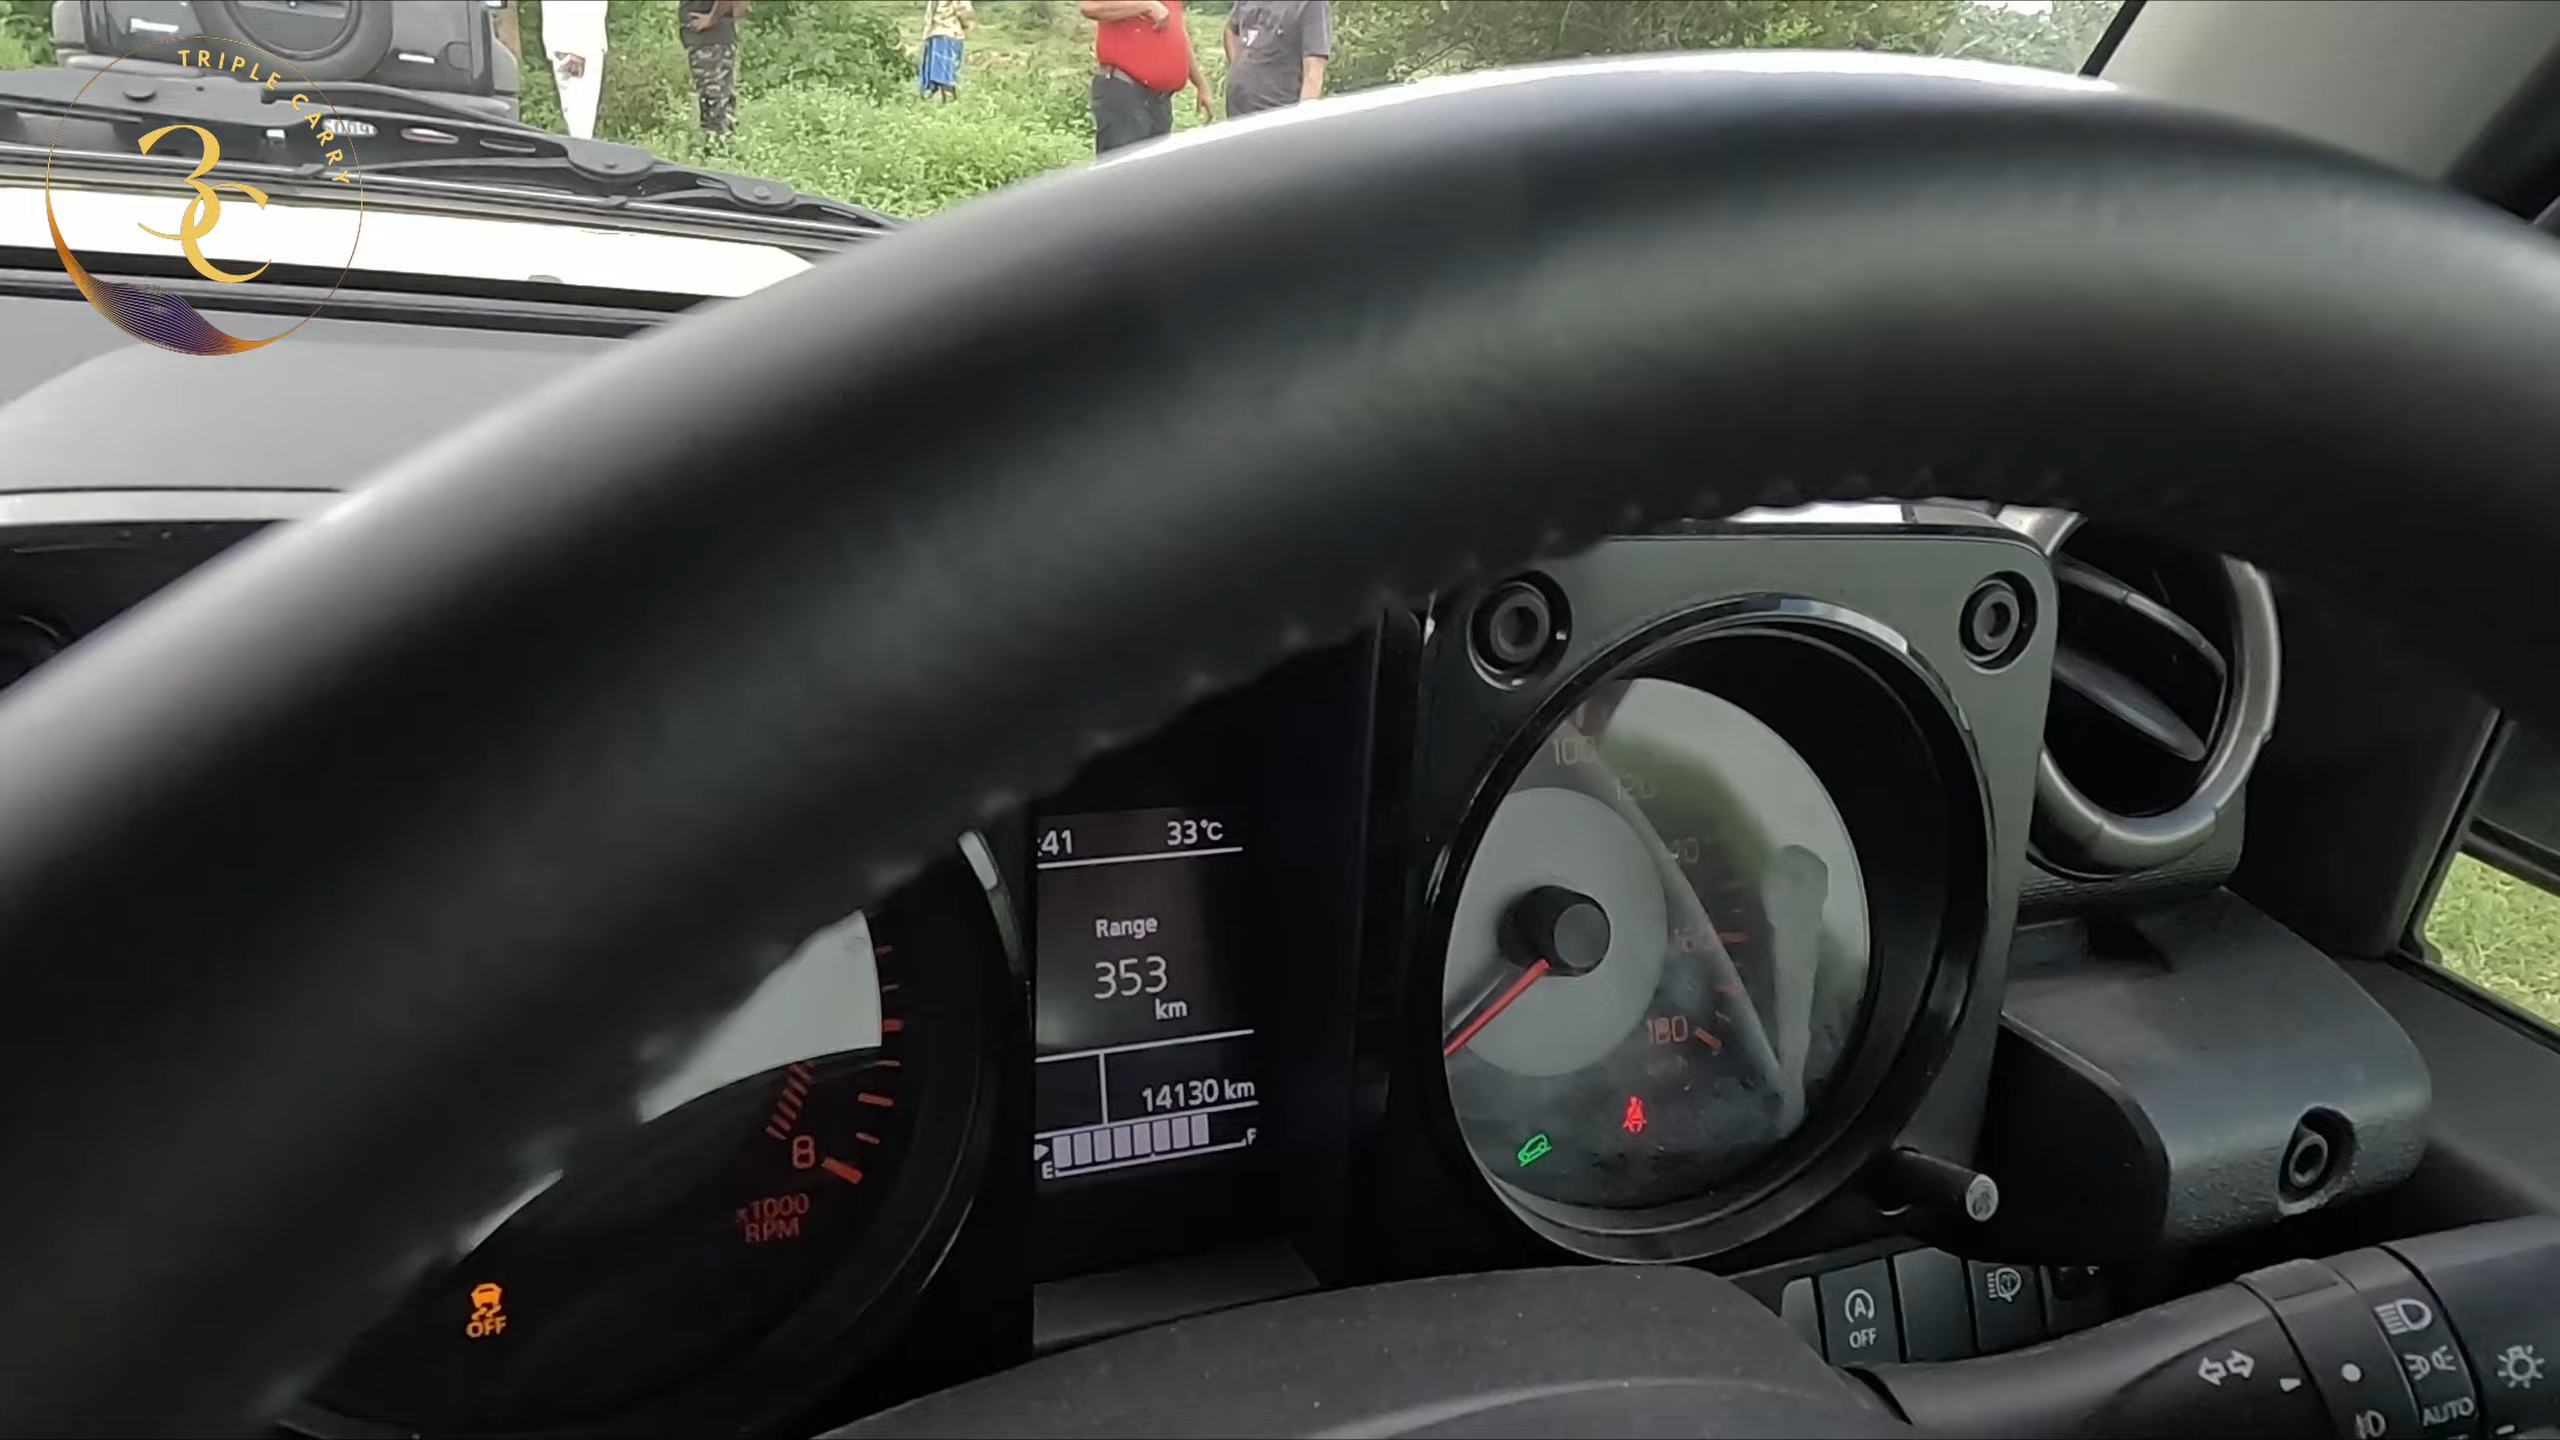 TRIPLE CARRY
3C
:41 33°C
Range
353
km
14130 km
E F
8
x1000
RPM
OFF
100
120
160
180
OFF
AUTO